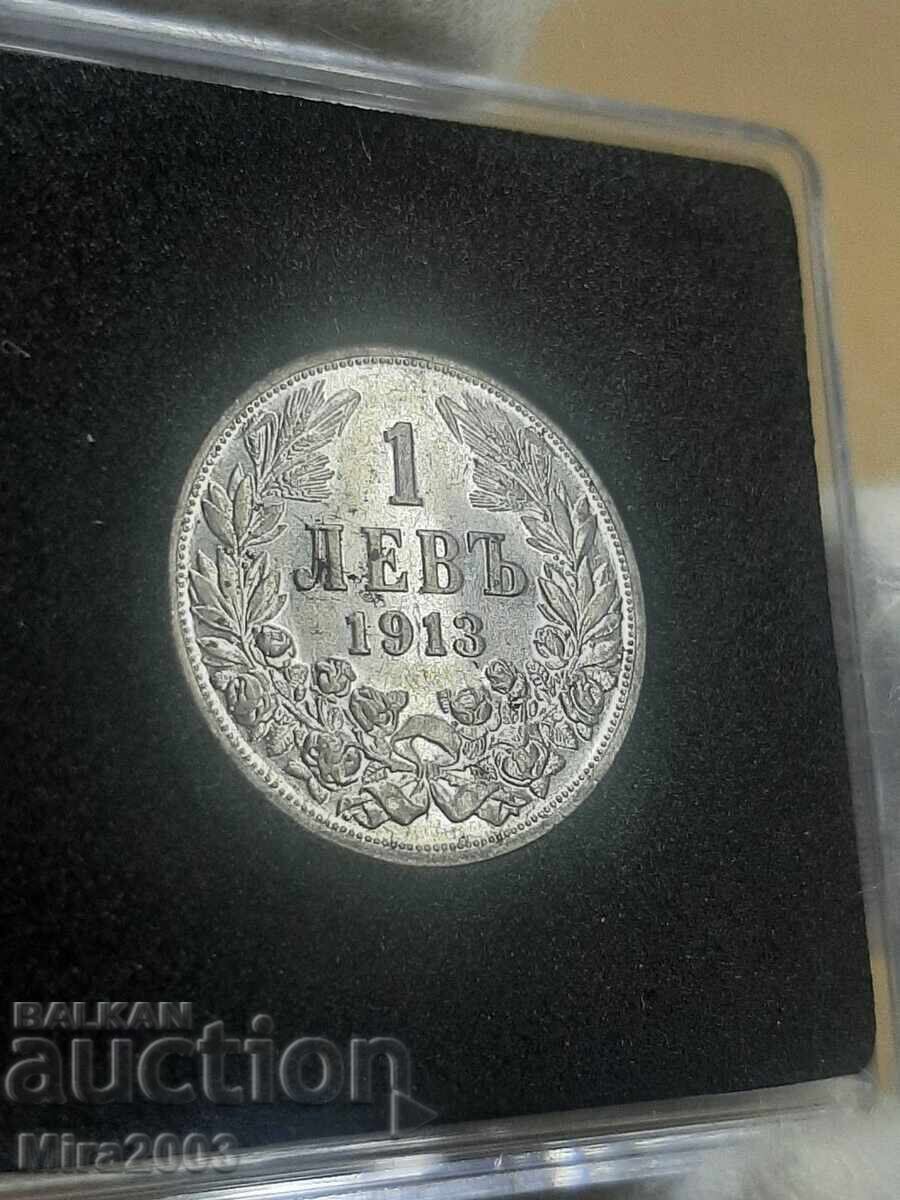 1
ЛЕВЪ
1913
BALKAN
auction
Mira2003